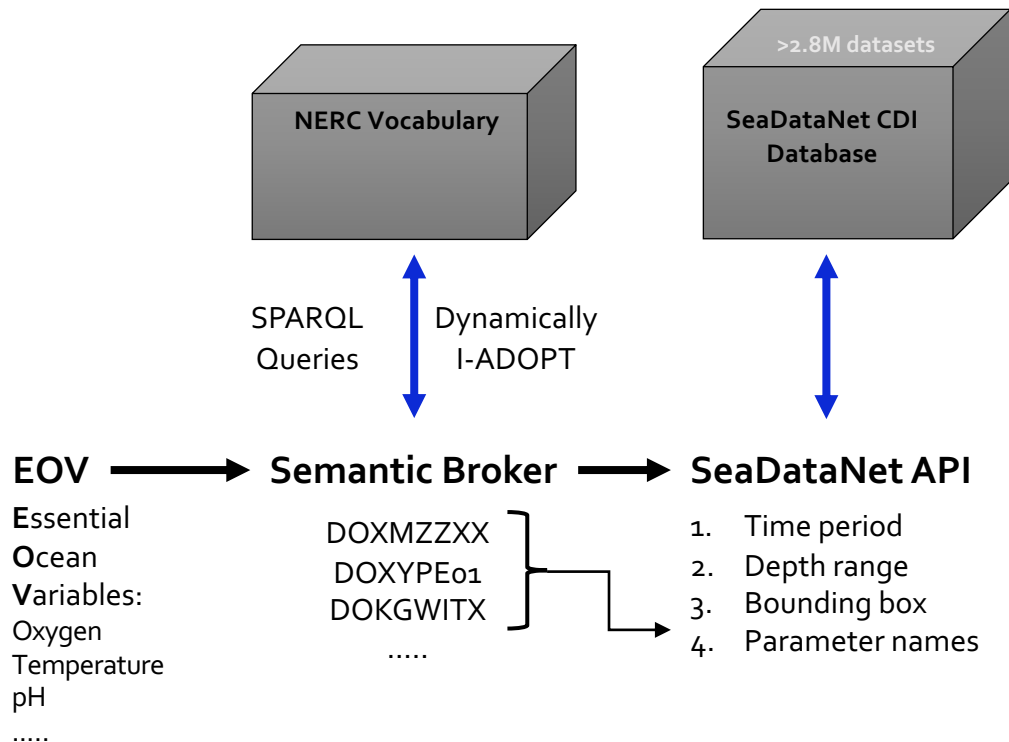 >2.8M datasets
NERC Vocabulary
SeaDataNet CDI
Database
SPARQL
Queries
Dynamically
I-ADOPT
EOV
Semantic Broker
SeaDataNet API
Essential
Ocean
Variables:
Oxygen
Temperature
pH
.....
DOXMZZXX
DOXYPE01
DOKGWITX
.....
1. Time period
2. Depth range
3. Bounding box
4. Parameter names